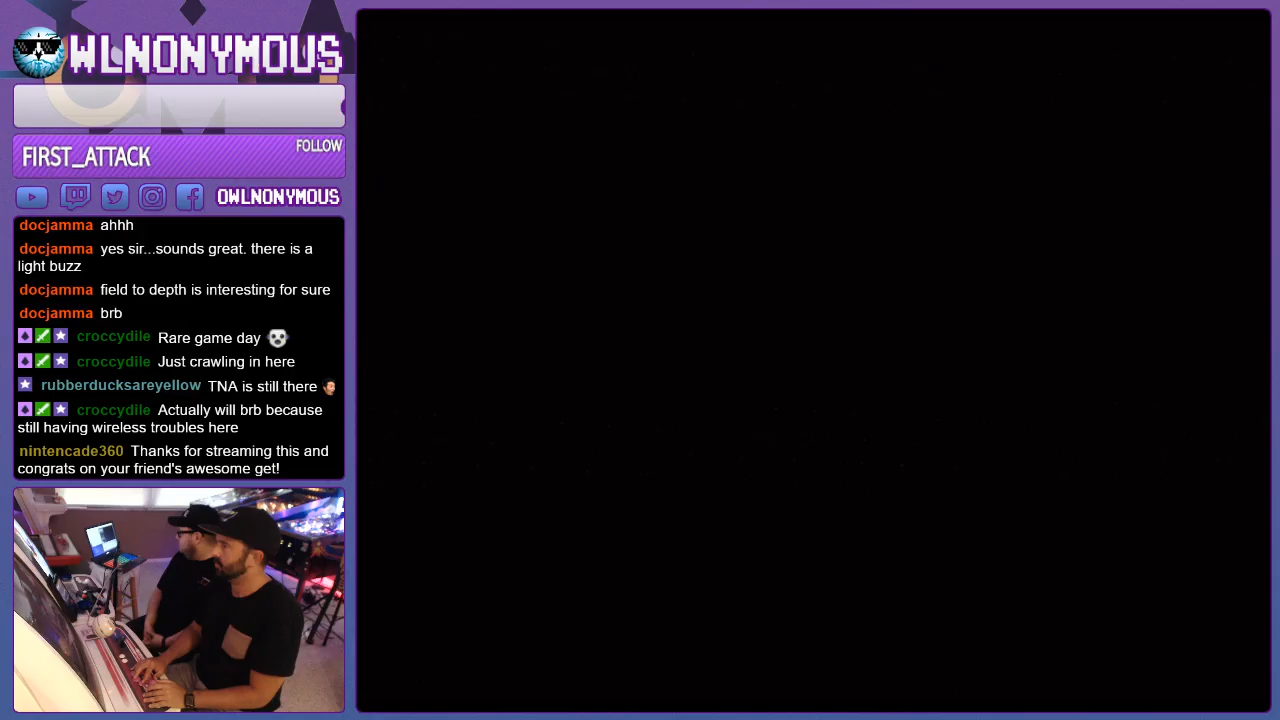 OWLNONYMOUS
FIRST_ATTACK
FOLLOW
OWLNONYMOUS
docjamma ahhh
docjamma yes sir...sounds great. there is a
light buzz
docjamma field to depth is interesting for sure
docjamma brb
croccydile Rare game day
croccydile Just crawling in here
rubberducksareyellow TNA is still there
croccydile Actually will brb because
still having wireless troubles here
nintencade360 Thanks for streaming this and
congrats on your friend's awesome get!